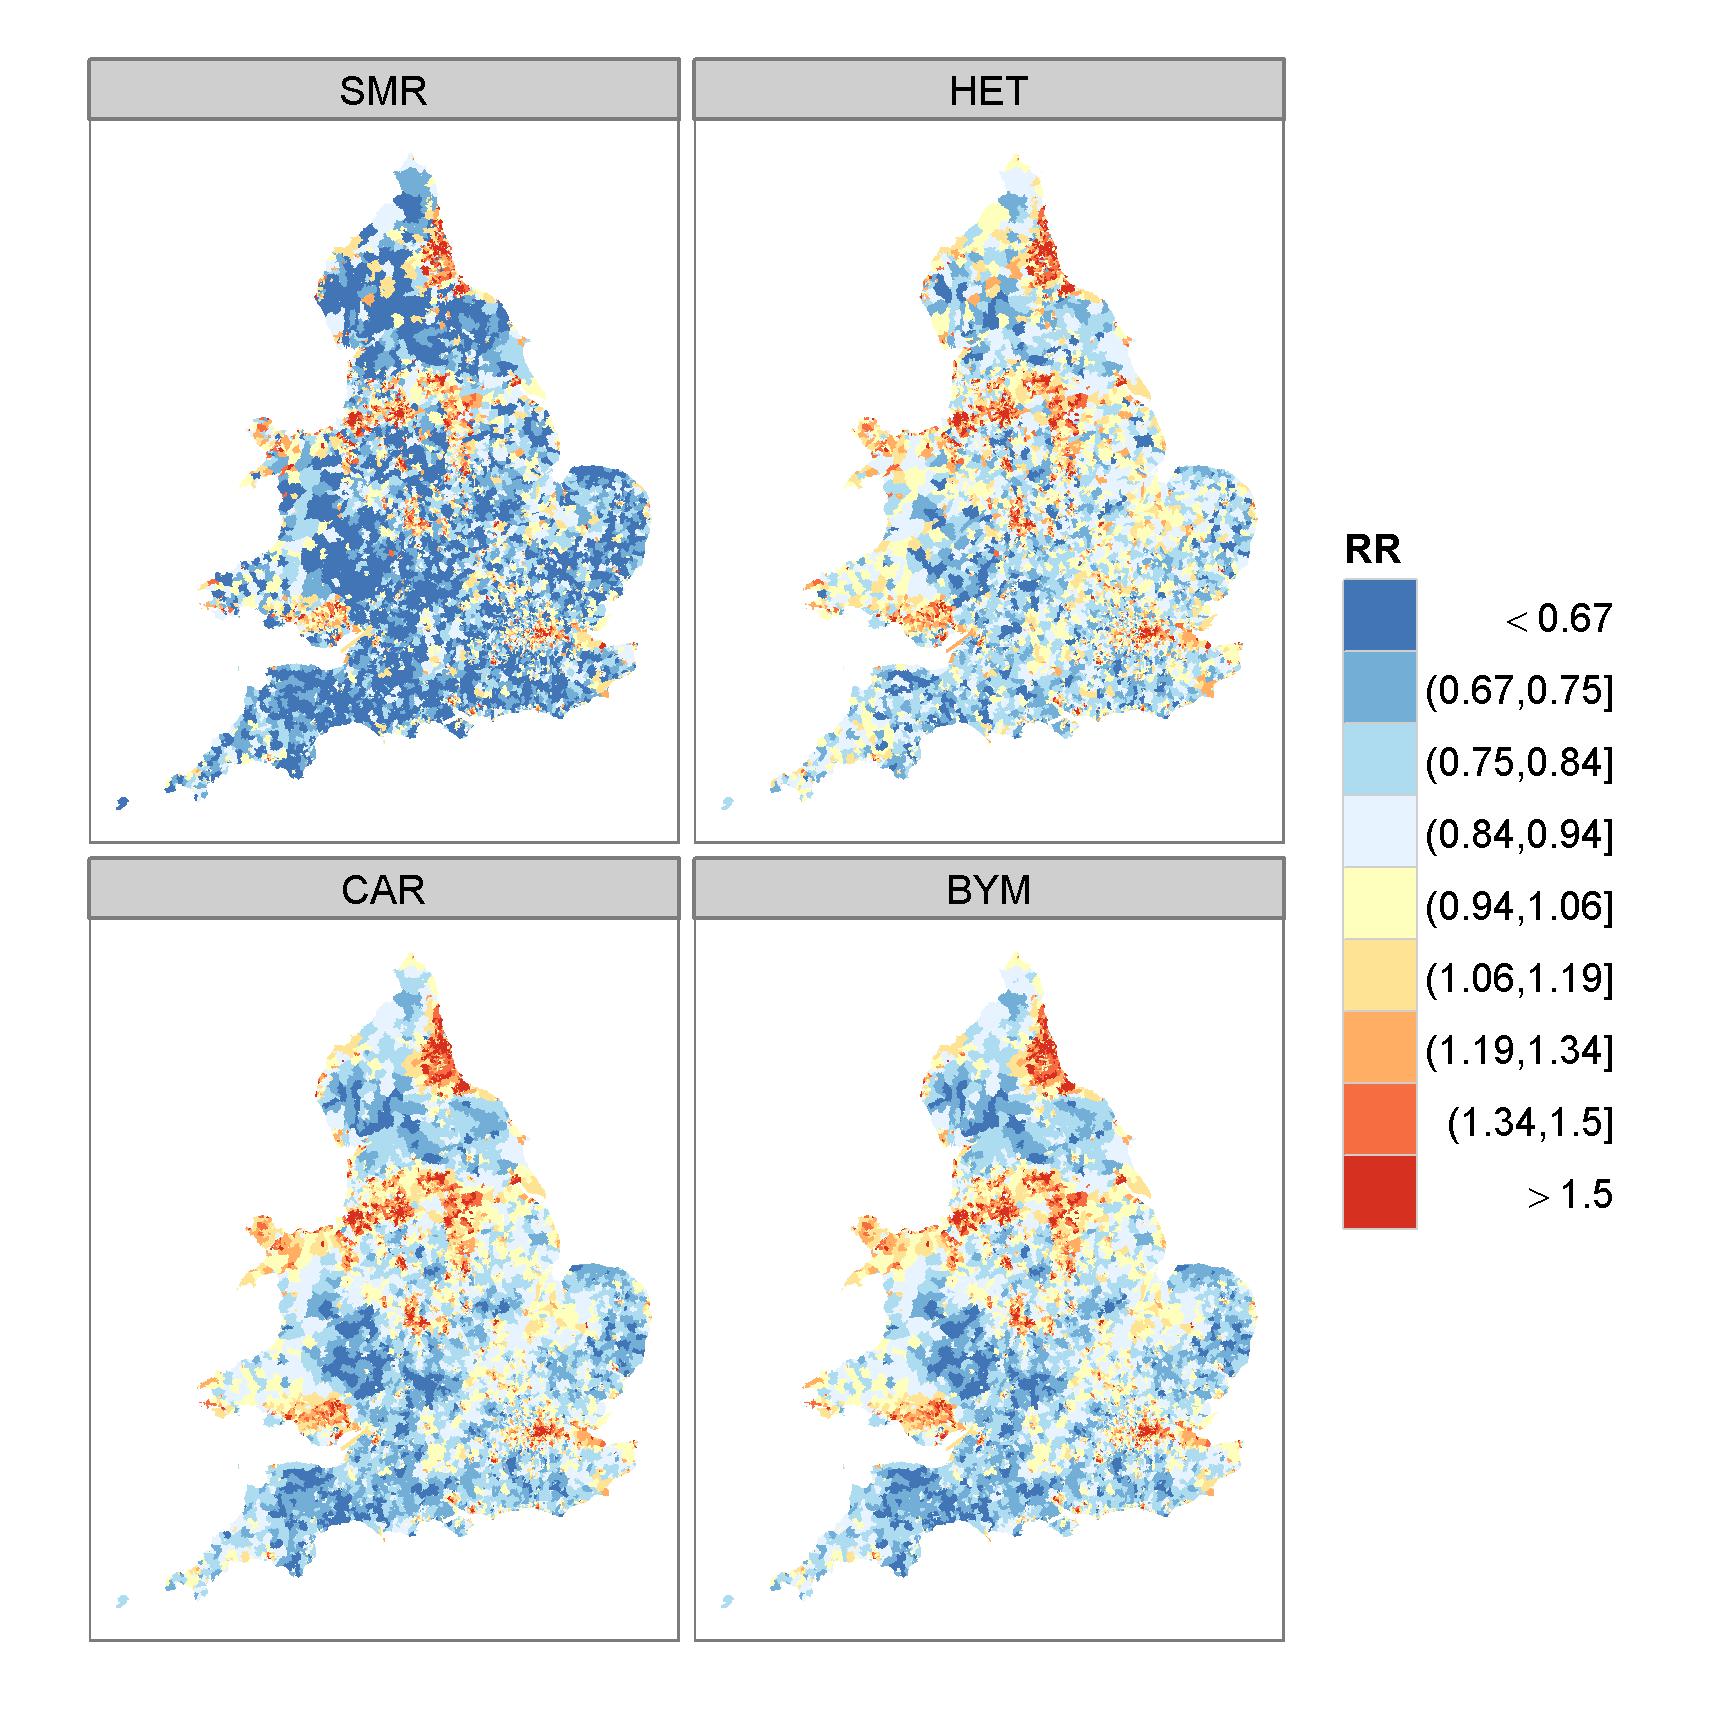 SMR
HET
CAR
BYM
RR
< 0.67
(0.67,0.75]
(0.75,0.84]
(0.84,0.94]
(0.94,1.06]
(1.06,1.19]
(1.19,1.34]
(1.34,1.5]
> 1.5